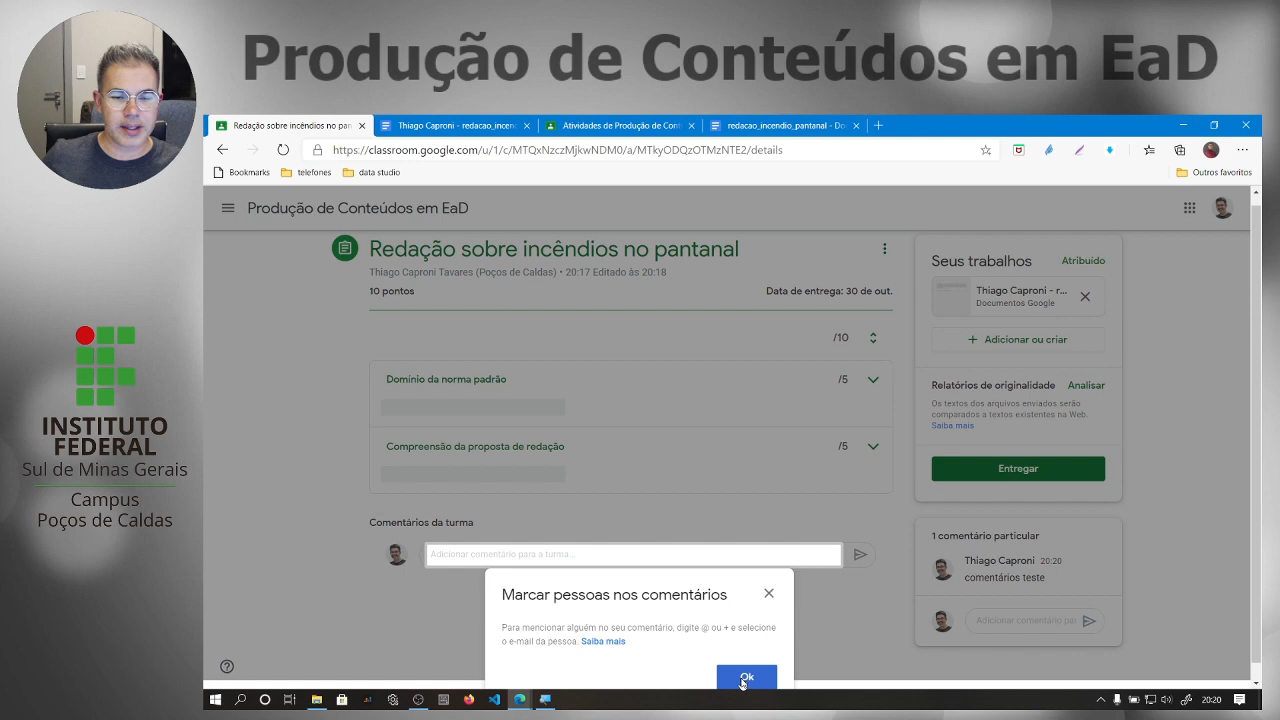 Produção de Conteúdos em EaD
Redação sobre incêndios no pan
Thiago Caproni - redacao_incen
Atividades de Produção de Cont
redacao_incendio_pantanal - Do
https://classroom.google.com/u/1/c/MTQxNzczMjkwNDM0/a/MTkyODQzOTMzNTE2/details
Bookmarks
telefones
data studio
Outros favoritos
Produção de Conteúdos em EaD
Redação sobre incêndios no pantanal
Thiago Caproni Tavares (Poços de Caldas) • 20:17 Editado às 20:18
10 pontos
Data de entrega: 30 de out.
/10
Domínio da norma padrão
/5
Compreensão da proposta de redação
/5
Comentários da turma
Adicionar comentário para a turma...
Marcar pessoas nos comentários
Para mencionar alguém no seu comentário, digite @ ou + e selecione
o e-mail da pessoa. Saiba mais
Ok
Seus trabalhos
Atribuído
Thiago Caproni - r...
Documentos Google
+ Adicionar ou criar
Relatórios de originalidade
Analisar
Os textos dos arquivos enviados serão
comparados a textos existentes na Web.
Saiba mais
Entregar
1 comentário particular
Thiago Caproni 20:20
comentários teste
Adicionar comentário par
INSTITUTO
FEDERAL
Sul de Minas Gerais
Campus
Poços de Caldas
20:20